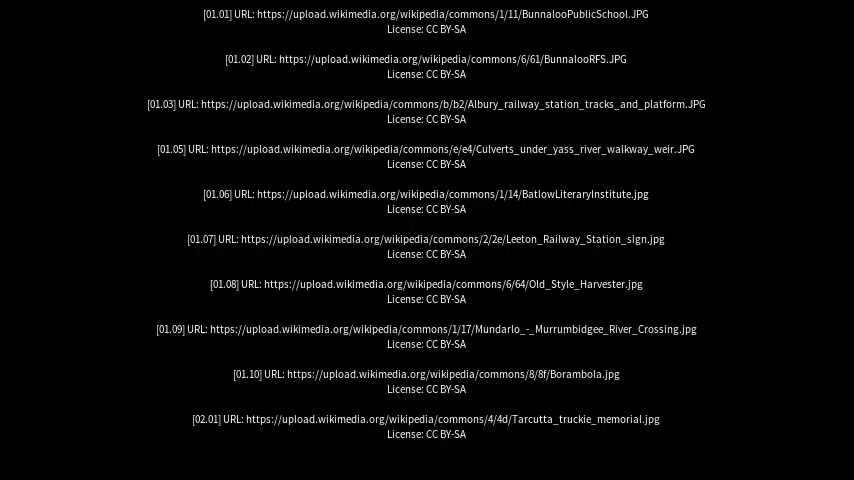 [01.01] URL: https://upload.wikimedia.org/wikipedia/commons/1/11/BunnalooPublicSchool.JPG
License: CC BY-SA
[01.02] URL: https://upload.wikimedia.org/wikipedia/commons/6/61/BunnalooRFS.JPG
License: CC BY-SA
[01.03] URL: https://upload.wikimedia.org/wikipedia/commons/b/b2/Albury_railway_station_tracks_and_platform.JPG
License: CC BY-SA
[01.05] URL: https://upload.wikimedia.org/wikipedia/commons/e/e4/Culverts_under_yass_river_walkway_weir.JPG
License: CC BY-SA
[01.06] URL: https://upload.wikimedia.org/wikipedia/commons/1/14/BatlowLiteraryInstitute.jpg
License: CC BY-SA
[01.07] URL: https://upload.wikimedia.org/wikipedia/commons/2/2e/Leeton_Railway_Station_sign.jpg
License: CC BY-SA
[01.08] URL: https://upload.wikimedia.org/wikipedia/commons/6/64/Old_Style_Harvester.jpg
License: CC BY-SA
[01.09] URL: https://upload.wikimedia.org/wikipedia/commons/1/17/Mundarlo_-_Murrumbidgee_River_Crossing.jpg
License: CC BY-SA
[01.10] URL: https://upload.wikimedia.org/wikipedia/commons/8/8f/Borambola.jpg
License: CC BY-SA
[02.01] URL: https://upload.wikimedia.org/wikipedia/commons/4/4d/Tarcutta_truckie_memorial.jpg
License: CC BY-SA